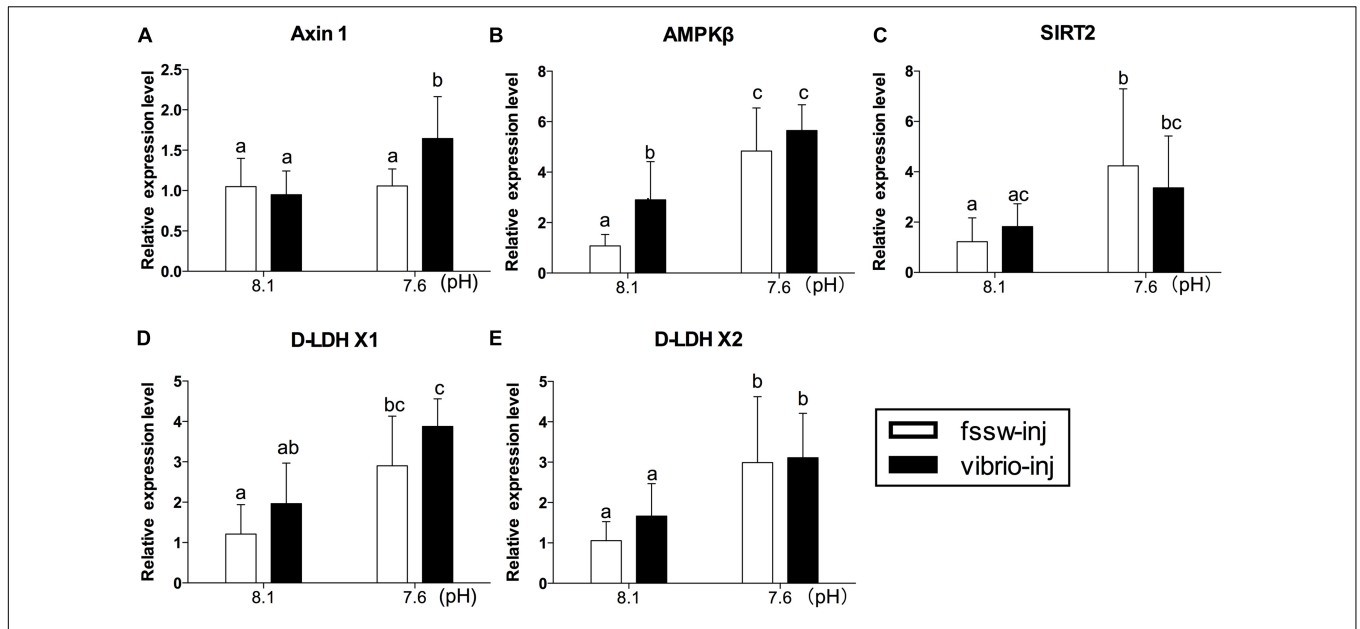 A Axin 1
Relative expression level
2.5
2.0
1.5
1.0
0.5
0.0
a a a b
8.1 7.6 (pH)
B AMPKβ
Relative expression level
8
6
4
2
0
a b c c
8.1 7.6 (pH)
C SIRT2
Relative expression level
8
6
4
2
0
a ac b bc
8.1 7.6 (pH)
D D-LDH X1
Relative expression level
5
4
3
2
1
0
a ab bc c
8.1 7.6 (pH)
E D-LDH X2
Relative expression level
5
4
3
2
1
0
a a b b
8.1 7.6 (pH)
fssw-inj
vibrio-inj